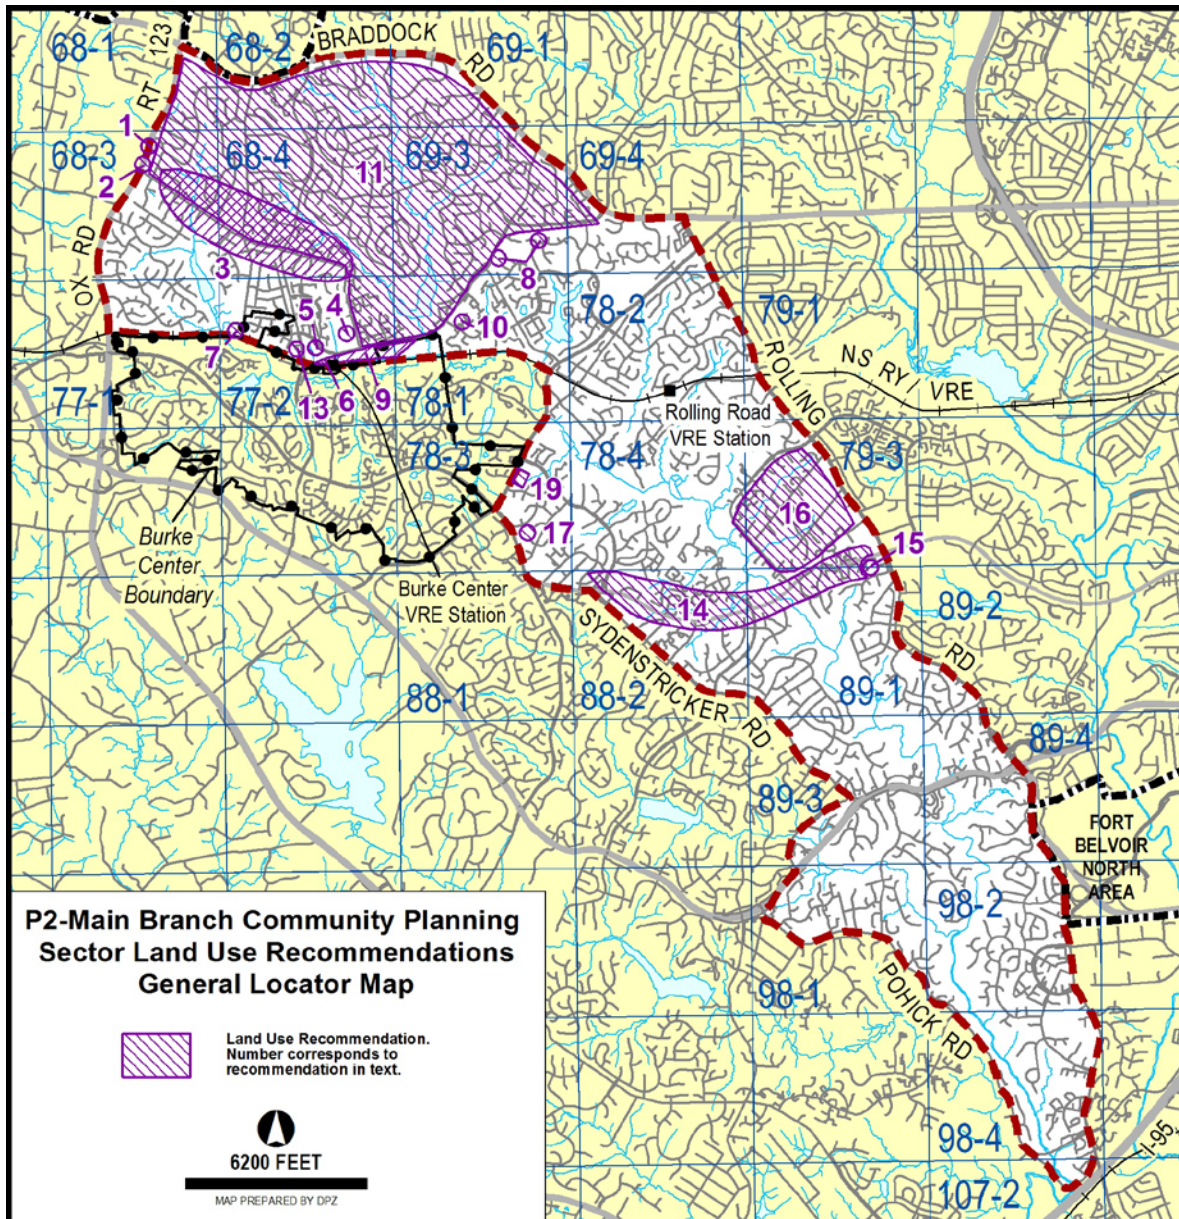 68-1
123
68-2
BRADDOCK
69-1
RD
RT
1
68-3
2
68-4
69-3
69-4
11
OX RD
3
8
5
4
10
78-2
79-1
7
ROLLING
NS RY/ VRE
77-1
77-2
13
6
9
78-1
Rolling Road
VRE Station
78-3
78-4
79-3
19
16
17
15
Burke
Center
Boundary
Burke Center
VRE Station
14
89-2
SYDENSTRICKER RD
RD
88-1
88-2
89-1
89-4
89-3
FORT
BELVOIR
NORTH
AREA
98-2
P2-Main Branch Community Planning
Sector Land Use Recommendations
General Locator Map
98-1
POHICK RD
Land Use Recommendation.
Number corresponds to
recommendation in text.
6200 FEET
MAP PREPARED BY DPZ
98-4
I-95
107-2